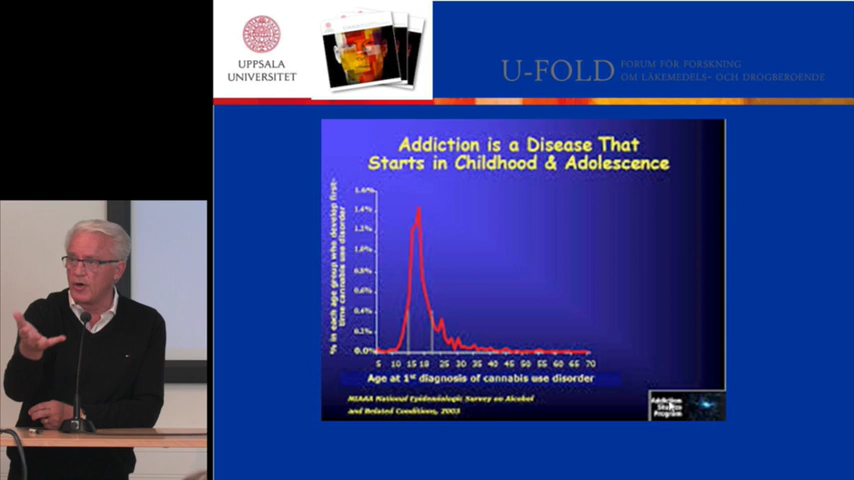 UPPSALA
UNIVERSITET
U-FOLD
FORUM FÖR FORSKNING
OM LÄKEMEDELS- OCH DROGBEROENDE
Addiction is a Disease That
Starts in Childhood & Adolescence
% in each age group who develop first-
time cannabis use disorder
1.6%
1.4%
1.2%
1.0%
0.8%
0.6%
0.4%
0.2%
0.0%
5 10 15 18 25 30 35 40 45 50 55 60 65 70
Age at 1st diagnosis of cannabis use disorder
NIAAA National Epidemiologic Survey on Alcohol
and Related Conditions, 2003
Addiction
Studies
Program